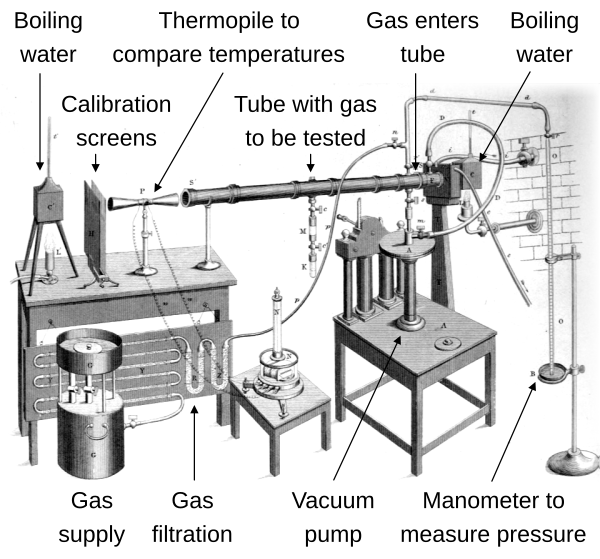 Boiling
water
Thermopile to
compare temperatures
Gas enters
tube
Boiling
water
Calibration
screens
Tube with gas
to be tested
Gas
supply
Gas
filtration
Vacuum
pump
Manometer to
measure pressure